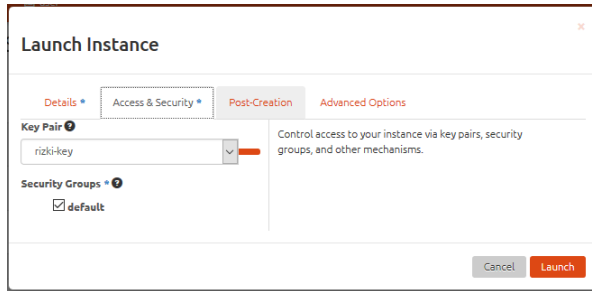 Launch Instance
×
Details *
Access & Security *
Post-Creation
Advanced Options
Key Pair ?
rizki-key
Security Groups * ?
default
Control access to your instance via key pairs, security
groups, and other mechanisms.
Cancel
Launch